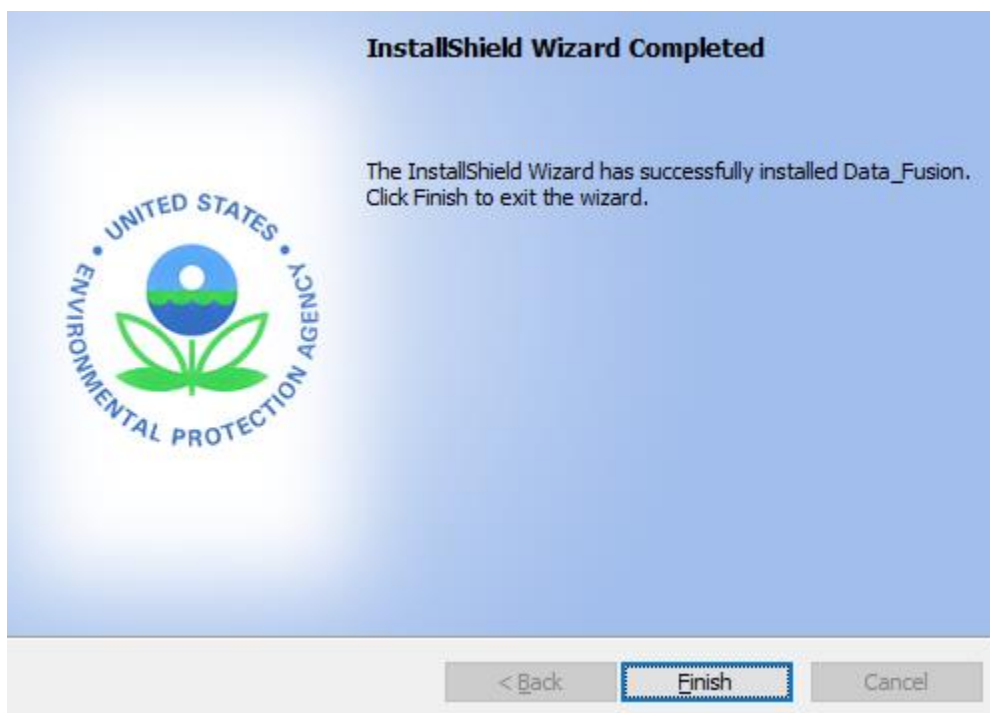 InstallShield Wizard Completed
The InstallShield Wizard has successfully installed Data_Fusion.
Click Finish to exit the wizard.
UNITED STATES • ENVIRONMENTAL PROTECTION AGENCY •
< Back
Finish
Cancel